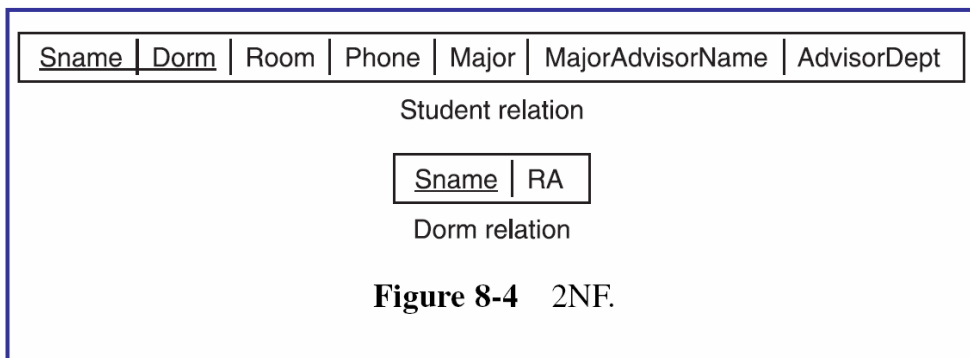 Sname Dorm Room Phone Major MajorAdvisorName AdvisorDept
Student relation
Sname RA
Dorm relation
Figure 8-4 2NF.